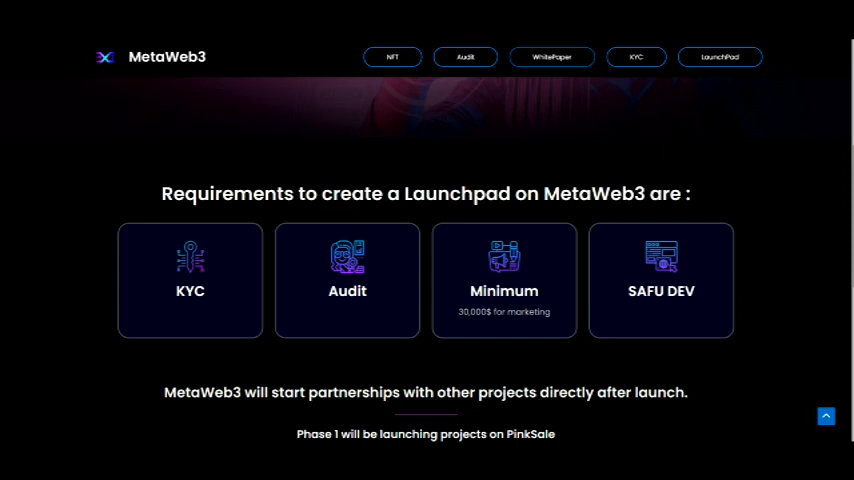 MetaWeb3
NFT
Audit
WhitePaper
KYC
LaunchPad
Requirements to create a Launchpad on MetaWeb3 are :
KYC
Audit
Minimum
30,000$ for marketing
SAFU DEV
MetaWeb3 will start partnerships with other projects directly after launch.
Phase 1 will be launching projects on PinkSale